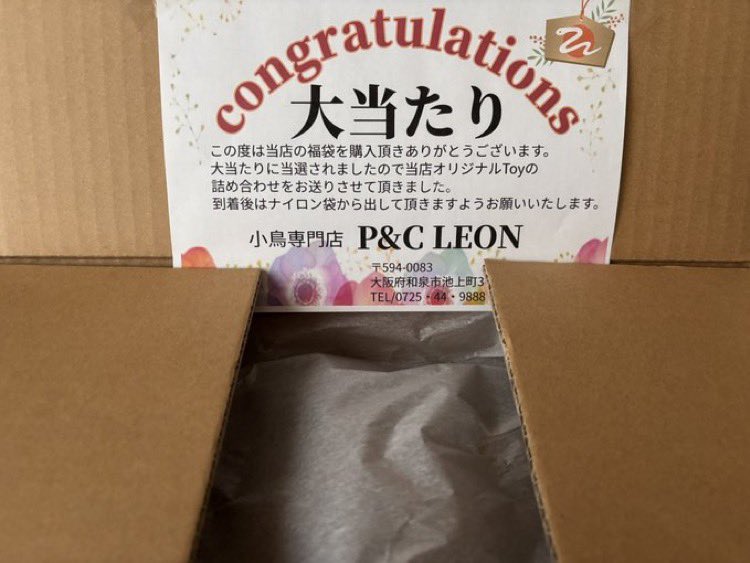 congratulations
大当たり
この度は当店の福袋を購入頂きありがとうございます。
大当たりに当選されましたので当店オリジナルToyの
詰め合わせをお送りさせて頂きました。
到着後はナイロン袋から出して頂きますようお願いいたします。
小鳥専門店 P&C LEON
〒594-0083
大阪府和泉市池上町3
TEL/0725・44・9888